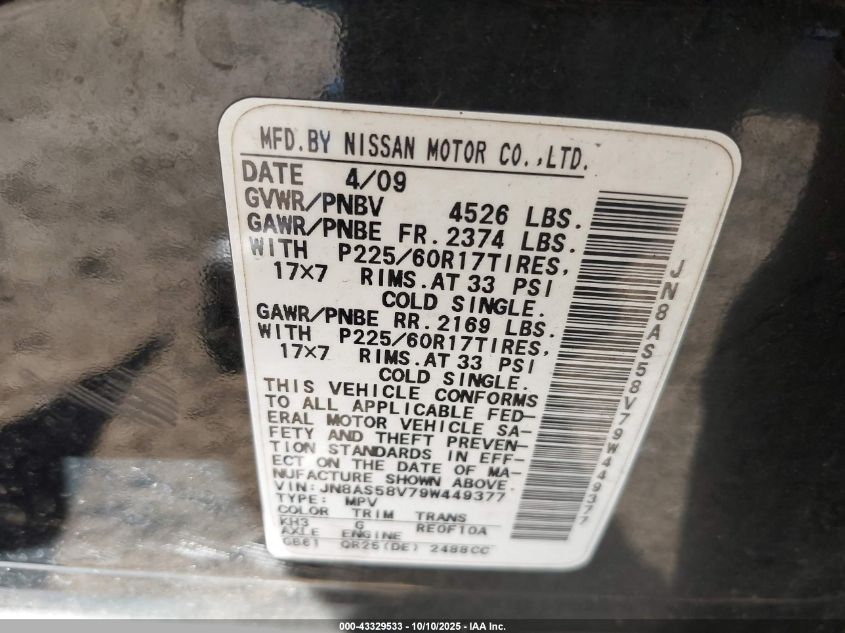 MFD.BY NISSAN MOTOR CO.,LTD.
DATE 4/09
GVWR/PNBV 4526 LBS.
GAWR/PNBE FR. 2374 LBS.
WITH P225/60R17TIRES,
17×7 RIMS.AT 33 PSI
COLD SINGLE.
GAWR/PNBE RR. 2169 LBS.
WITH P225/60R17TIRES,
17×7 RIMS.AT 33 PSI
COLD SINGLE.
THIS VEHICLE CONFORMS
TO ALL APPLICABLE FED-
ERAL MOTOR VEHICLE SA-
FETY AND THEFT PREVEN-
TION STANDARDS IN EFF-
ECT ON THE DATE OF MA-
NUFACTURE SHOWN ABOVE.
VIN:JN8AS58V79W449377
TYPE: MPV
COLOR TRIM TRANS
KH3 G RE0F10A
AXLE ENGINE
GB61 QR25(DE) 2488CC
JN8AS58V79W449377
000-43329533 - 10/10/2025 - IAA Inc.